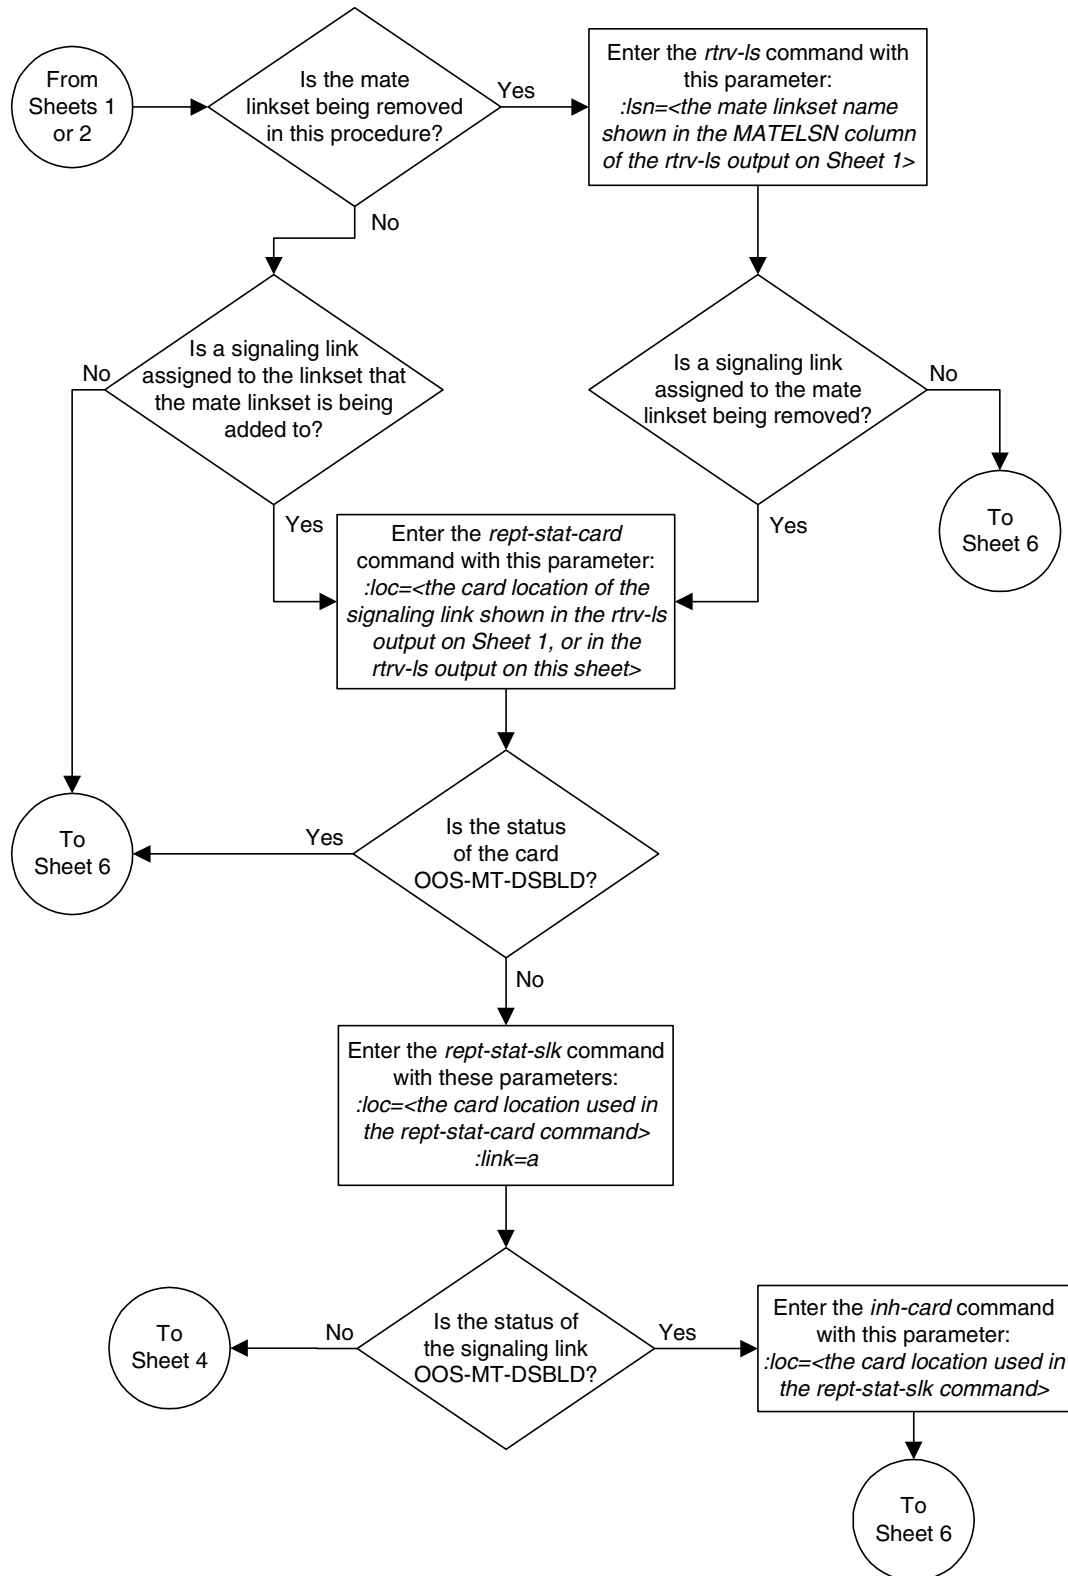 From
Sheets 1
or 2
Is the mate
linkset being removed
in this procedure?
Yes
Enter the rtrv-ls command with
this parameter:
:lsn=<the mate linkset name
shown in the MATELSN column
of the rtrv-ls output on Sheet 1>
No
Is a signaling link
assigned to the linkset that
the mate linkset is being
added to?
No
Is a signaling link
assigned to the mate
linkset being removed?
No
To
Sheet 6
Yes
Enter the rept-stat-card
command with this parameter:
:loc=<the card location of the
signaling link shown in the rtrv-ls
output on Sheet 1, or in the
rtrv-ls output on this sheet>
Yes
Is the status
of the card
OOS-MT-DSBLD?
Yes
To
Sheet 6
No
Enter the rept-stat-slk command
with these parameters:
:loc=<the card location used in
the rept-stat-card command>
:link=a
Is the status of
the signaling link
OOS-MT-DSBLD?
No
To
Sheet 4
Yes
Enter the inh-card command
with this parameter:
:loc=<the card location used in
the rept-stat-slk command>
To
Sheet 6